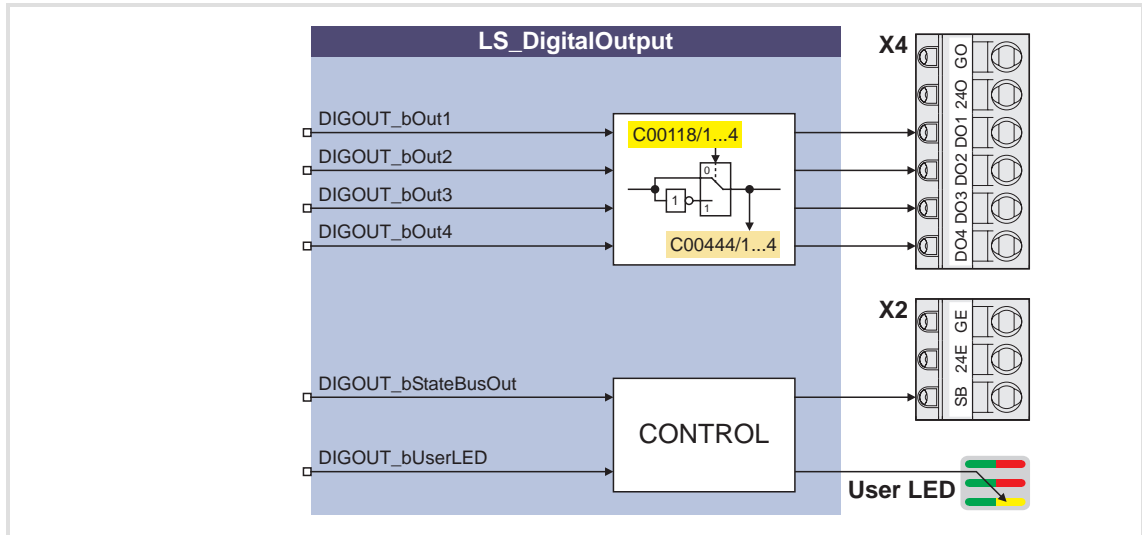 LS_DigitalOutput
X4
GO
24O
DO1
DO2
DO3
DO4
DIGOUT_bOut1
DIGOUT_bOut2
DIGOUT_bOut3
DIGOUT_bOut4
C00118/1...4
0
1
1
C00444/1...4
X2
GE
24E
SB
DIGOUT_bStateBusOut
DIGOUT_bUserLED
CONTROL
User LED